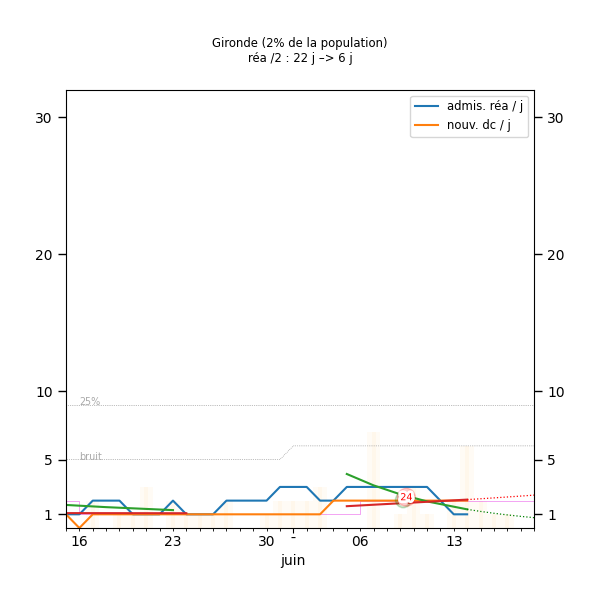 Gironde (2% de la population)
réa /2 : 22 j –> 6 j
admis. réa / j
nouv. dc / j
30 30
20 20
10 10
25%
5 5
bruit
24
1 1
16 23 30 - 06 13
juin